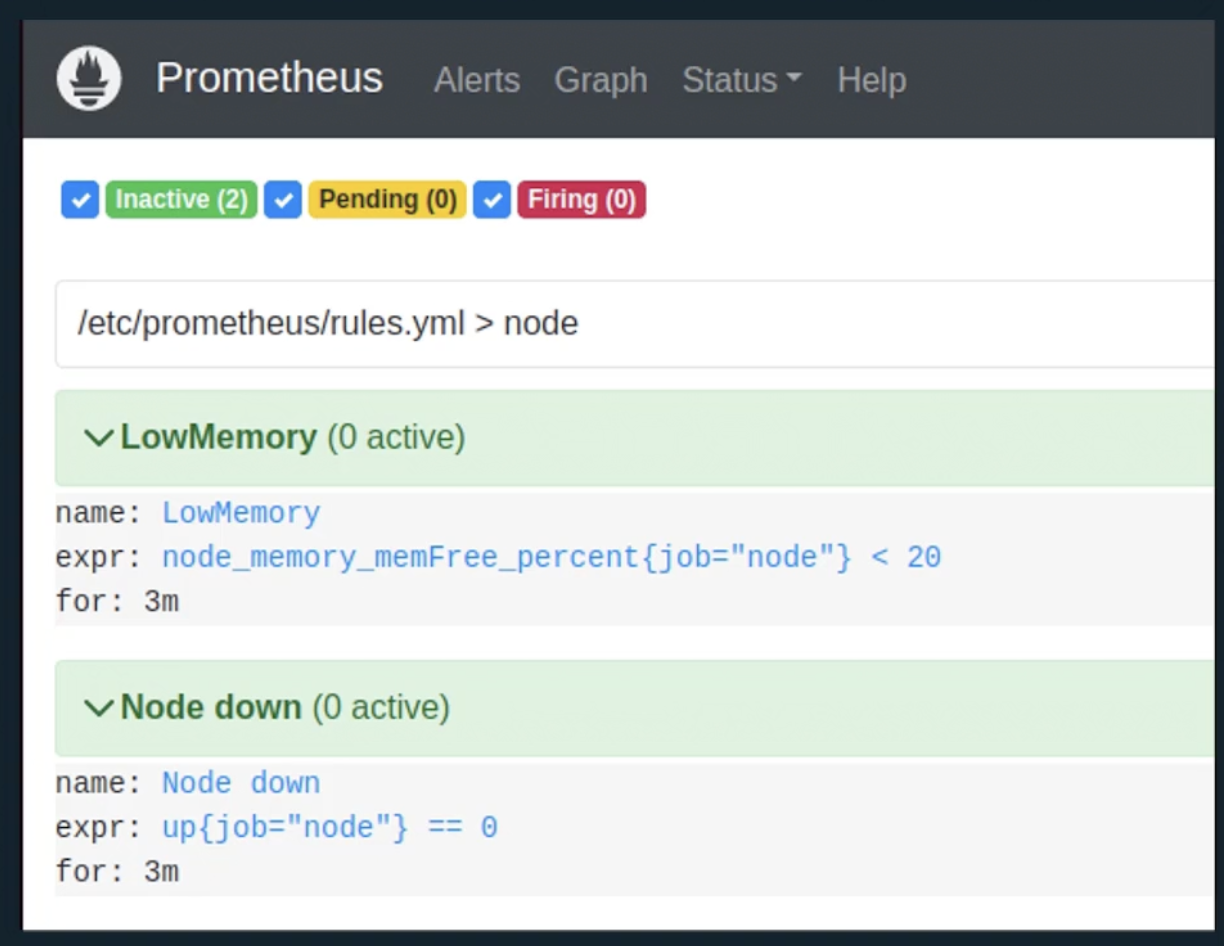 Prometheus Alerts Graph Status Help
Inactive (2) Pending (0) Firing (0)
/etc/prometheus/rules.yml > node
LowMemory (0 active)
name: LowMemory
expr: node_memory_memFree_percent{job="node"} < 20
for: 3m
Node down (0 active)
name: Node down
expr: up{job="node"} == 0
for: 3m